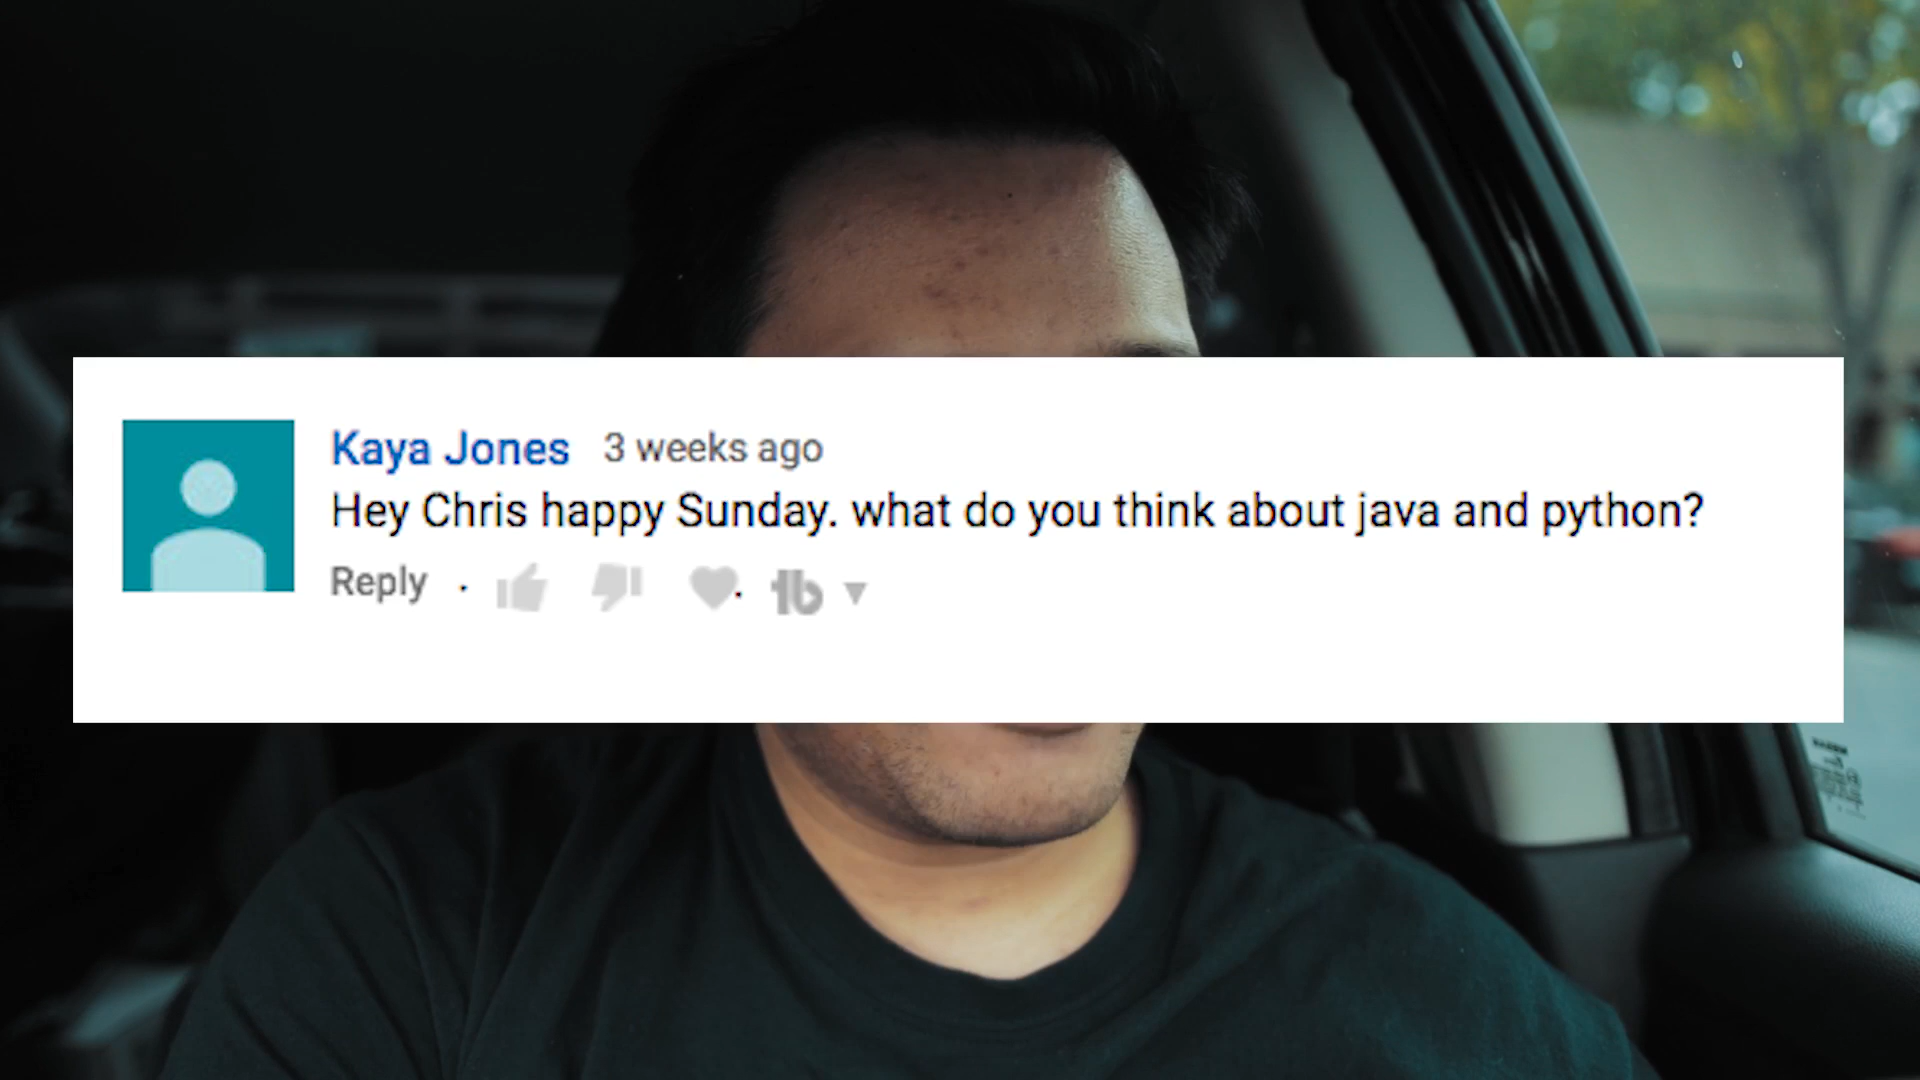 Kaya Jones 3 weeks ago
Hey Chris happy Sunday. what do you think about java and python?
Reply